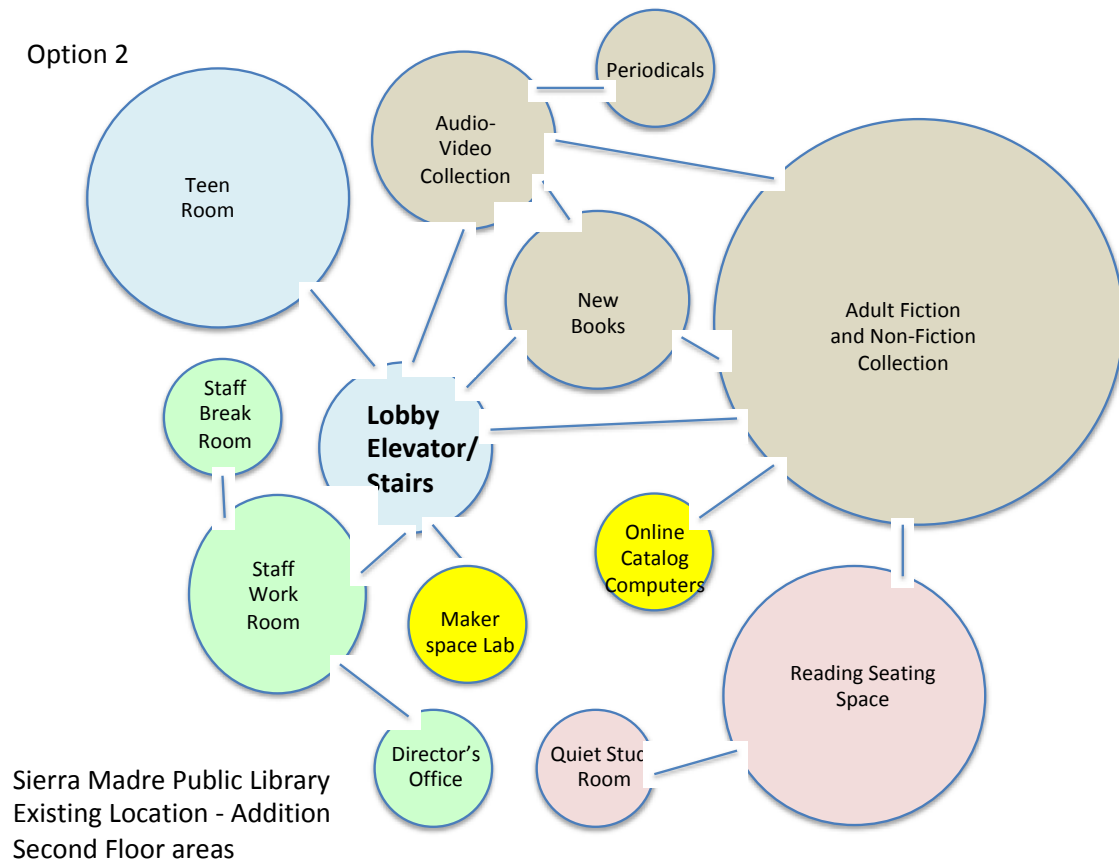 Option 2
Periodicals
Audio-
Video
Collection
Teen
Room
New
Books
Adult Fiction
and Non-Fiction
Collection
Staff
Break
Room
Lobby
Elevator/
Stairs
Online
Catalog
Computers
Staff
Work
Room
Maker
space Lab
Reading Seating
Space
Director's
Office
Quiet Stud
Room
Sierra Madre Public Library
Existing Location - Addition
Second Floor areas